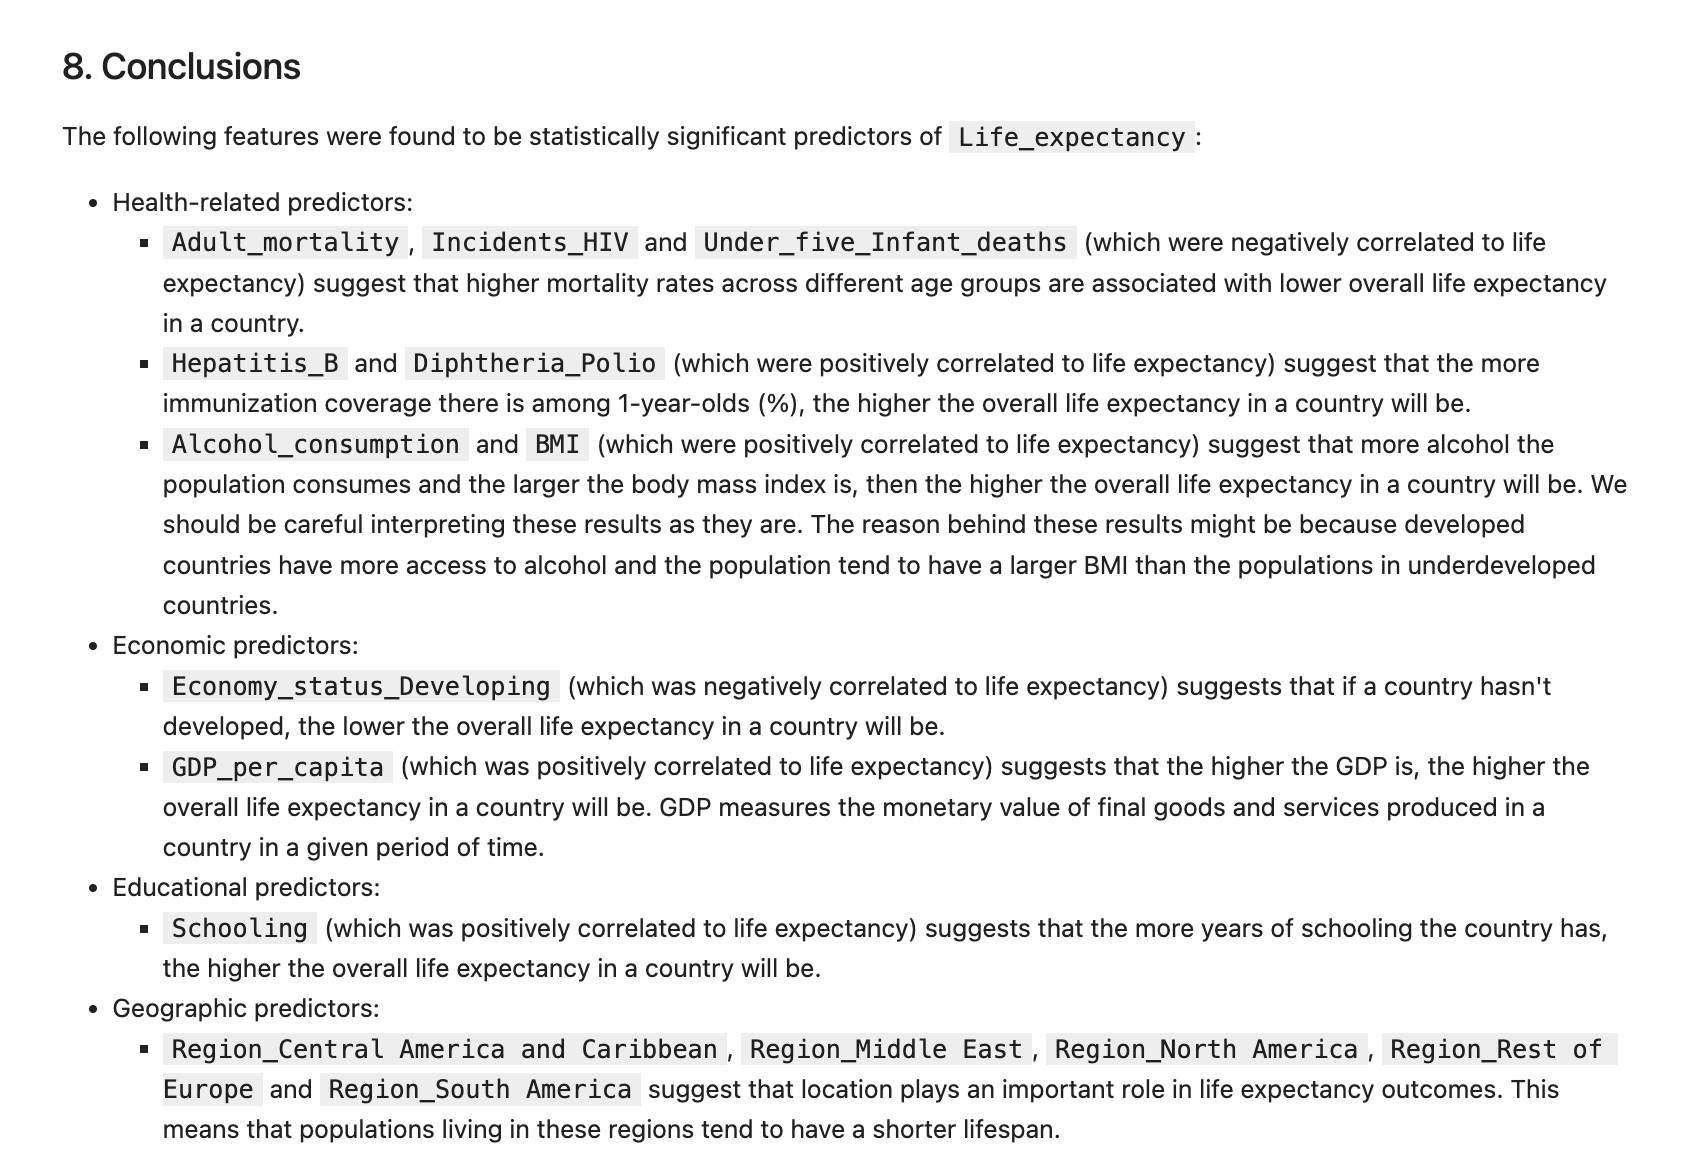 8. Conclusions
The following features were found to be statistically significant predictors of Life_expectancy:
• Health-related predictors:
▪ Adult_mortality, Incidents_HIV and Under_five_Infant_deaths (which were negatively correlated to life
expectancy) suggest that higher mortality rates across different age groups are associated with lower overall life expectancy
in a country.
▪ Hepatitis_B and Diphtheria_Polio (which were positively correlated to life expectancy) suggest that the more
immunization coverage there is among 1-year-olds (%), the higher the overall life expectancy in a country will be.
▪ Alcohol_consumption and BMI (which were positively correlated to life expectancy) suggest that more alcohol the
population consumes and the larger the body mass index is, then the higher the overall life expectancy in a country will be. We
should be careful interpreting these results as they are. The reason behind these results might be because developed
countries have more access to alcohol and the population tend to have a larger BMI than the populations in underdeveloped
countries.
• Economic predictors:
▪ Economy_status_Developing (which was negatively correlated to life expectancy) suggests that if a country hasn't
developed, the lower the overall life expectancy in a country will be.
▪ GDP_per_capita (which was positively correlated to life expectancy) suggests that the higher the GDP is, the higher the
overall life expectancy in a country will be. GDP measures the monetary value of final goods and services produced in a
country in a given period of time.
• Educational predictors:
▪ Schooling (which was positively correlated to life expectancy) suggests that the more years of schooling the country has,
the higher the overall life expectancy in a country will be.
• Geographic predictors:
▪ Region_Central America and Caribbean, Region_Middle East, Region_North America, Region_Rest of
Europe and Region_South America suggest that location plays an important role in life expectancy outcomes. This
means that populations living in these regions tend to have a shorter lifespan.